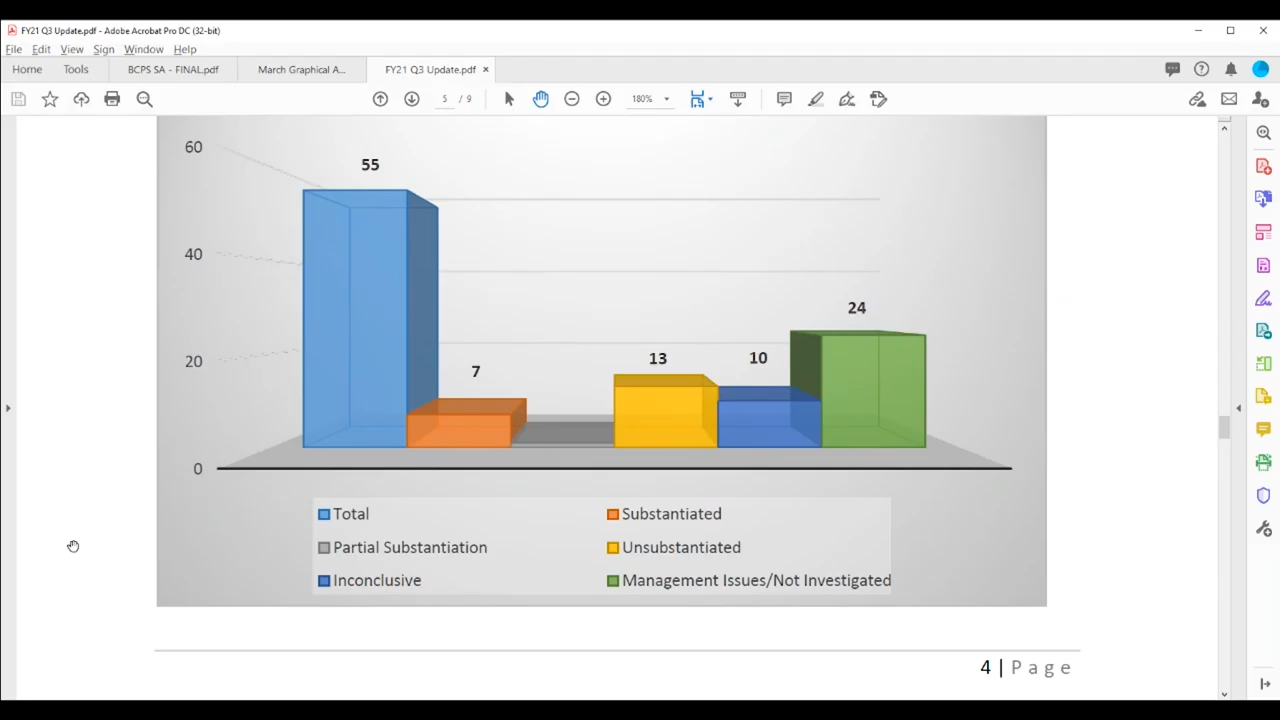 FY21 Q3 Update.pdf - Adobe Acrobat Pro DC (32-bit)
File Edit View Sign Window Help
Home Tools BCPS SA - FINAL.pdf March Graphical A... FY21 Q3 Update.pdf ×
5 / 9 180%
60
55
40
24
20
13
10
7
0
Total Substantiated
Partial Substantiation Unsubstantiated
Inconclusive Management Issues/Not Investigated
4 | Page